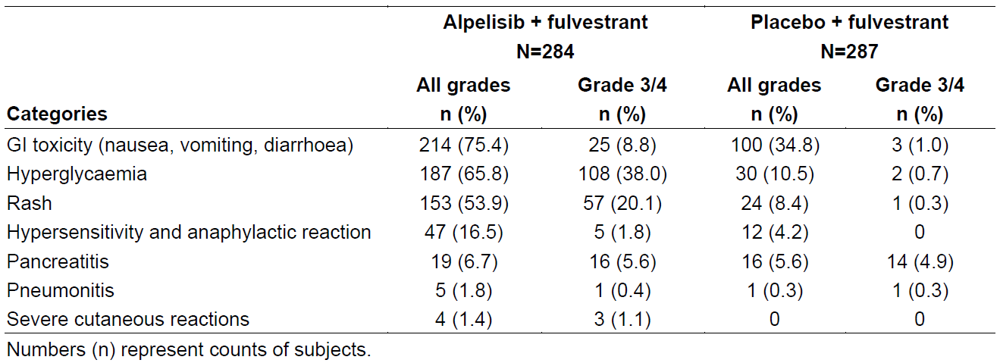 Alpelisib + fulvestrant Placebo + fulvestrant
N=284 N=287
All grades Grade 3/4 All grades Grade 3/4
Categories n (%) n (%) n (%) n (%)
GI toxicity (nausea, vomiting, diarrhoea) 214 (75.4) 25 (8.8) 100 (34.8) 3 (1.0)
Hyperglycaemia 187 (65.8) 108 (38.0) 30 (10.5) 2 (0.7)
Rash 153 (53.9) 57 (20.1) 24 (8.4) 1 (0.3)
Hypersensitivity and anaphylactic reaction 47 (16.5) 5 (1.8) 12 (4.2) 0
Pancreatitis 19 (6.7) 16 (5.6) 16 (5.6) 14 (4.9)
Pneumonitis 5 (1.8) 1 (0.4) 1 (0.3) 1 (0.3)
Severe cutaneous reactions 4 (1.4) 3 (1.1) 0 0
Numbers (n) represent counts of subjects.